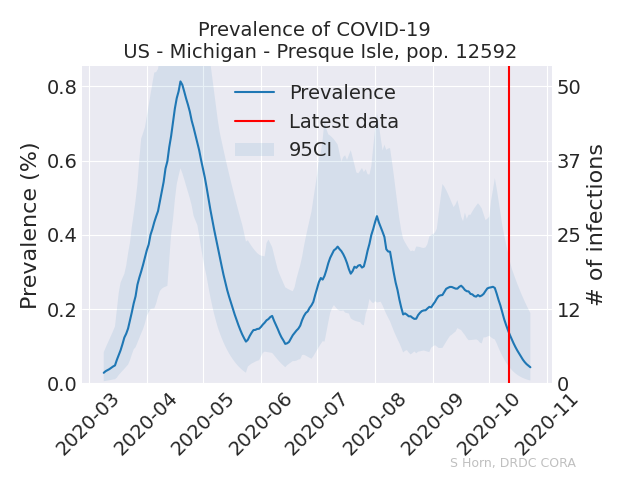 Prevalence of COVID-19
US - Michigan - Presque Isle, pop. 12592
Prevalence (%)
0.8
0.6
0.4
0.2
0.0
Prevalence
Latest data
95CI
50
37
25
12
0
# of infections
2020-03
2020-04
2020-05
2020-06
2020-07
2020-08
2020-09
2020-10
2020-11
S Horn, DRDC CORA